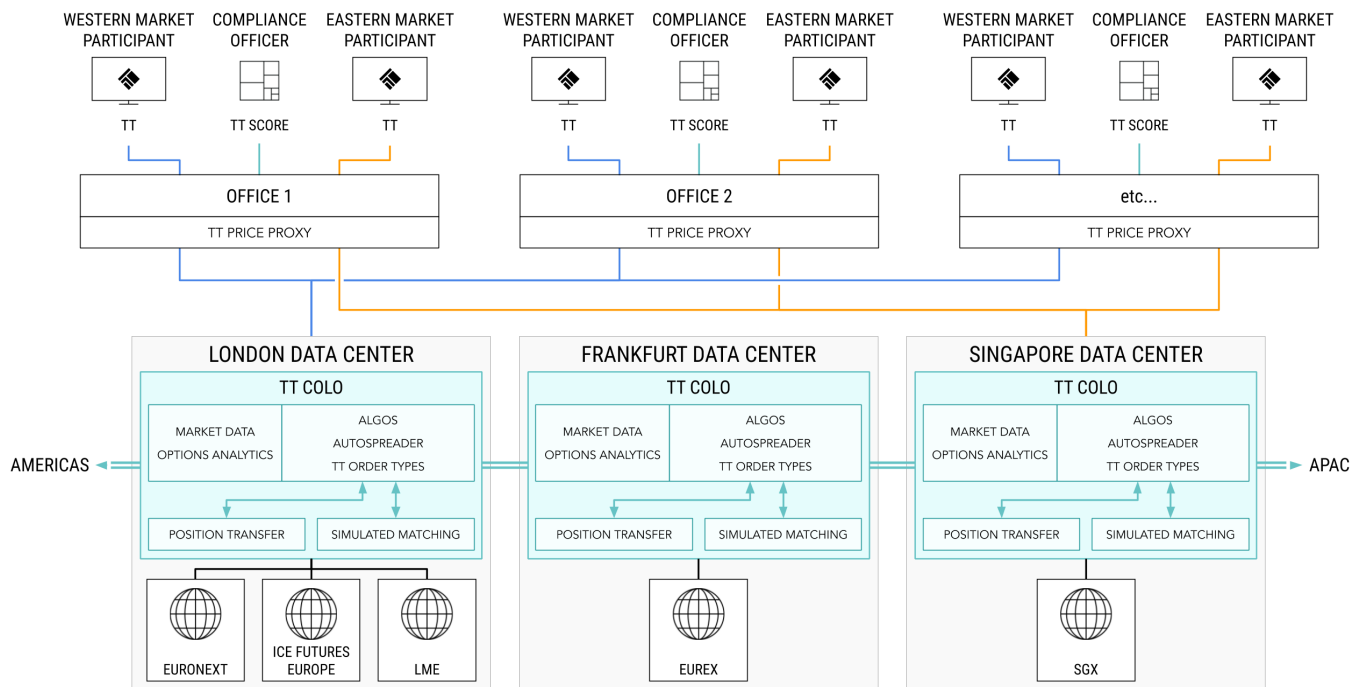 WESTERN MARKET
PARTICIPANT
COMPLIANCE
OFFICER
EASTERN MARKET
PARTICIPANT
WESTERN MARKET
PARTICIPANT
COMPLIANCE
OFFICER
EASTERN MARKET
PARTICIPANT
WESTERN MARKET
PARTICIPANT
COMPLIANCE
OFFICER
EASTERN MARKET
PARTICIPANT
TT
TT SCORE
TT
TT
TT SCORE
TT
TT
TT SCORE
TT
OFFICE 1
TT PRICE PROXY
OFFICE 2
TT PRICE PROXY
etc...
TT PRICE PROXY
AMERICAS
LONDON DATA CENTER
TT COLO
MARKET DATA
OPTIONS ANALYTICS
ALGOS
AUTOSPREADER
TT ORDER TYPES
POSITION TRANSFER
SIMULATED MATCHING
EURONEXT
ICE FUTURES
EUROPE
LME
FRANKFURT DATA CENTER
TT COLO
MARKET DATA
OPTIONS ANALYTICS
ALGOS
AUTOSPREADER
TT ORDER TYPES
POSITION TRANSFER
SIMULATED MATCHING
EUREX
SINGAPORE DATA CENTER
TT COLO
MARKET DATA
OPTIONS ANALYTICS
ALGOS
AUTOSPREADER
TT ORDER TYPES
POSITION TRANSFER
SIMULATED MATCHING
SGX
APAC